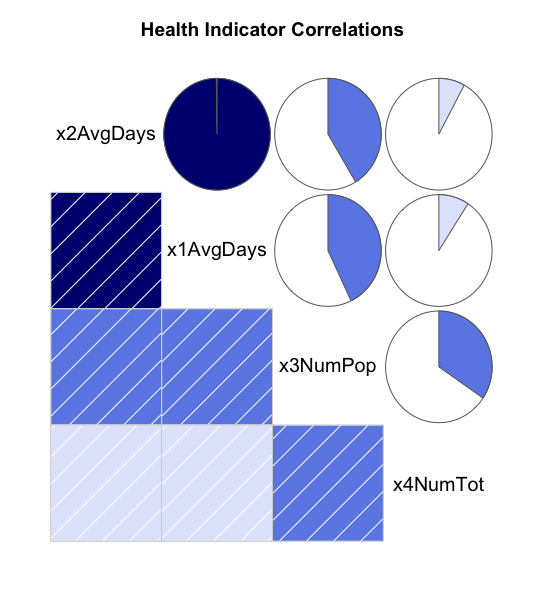 Health Indicator Correlations
x2AvgDays
x1AvgDays
x3NumPop
x4NumTot